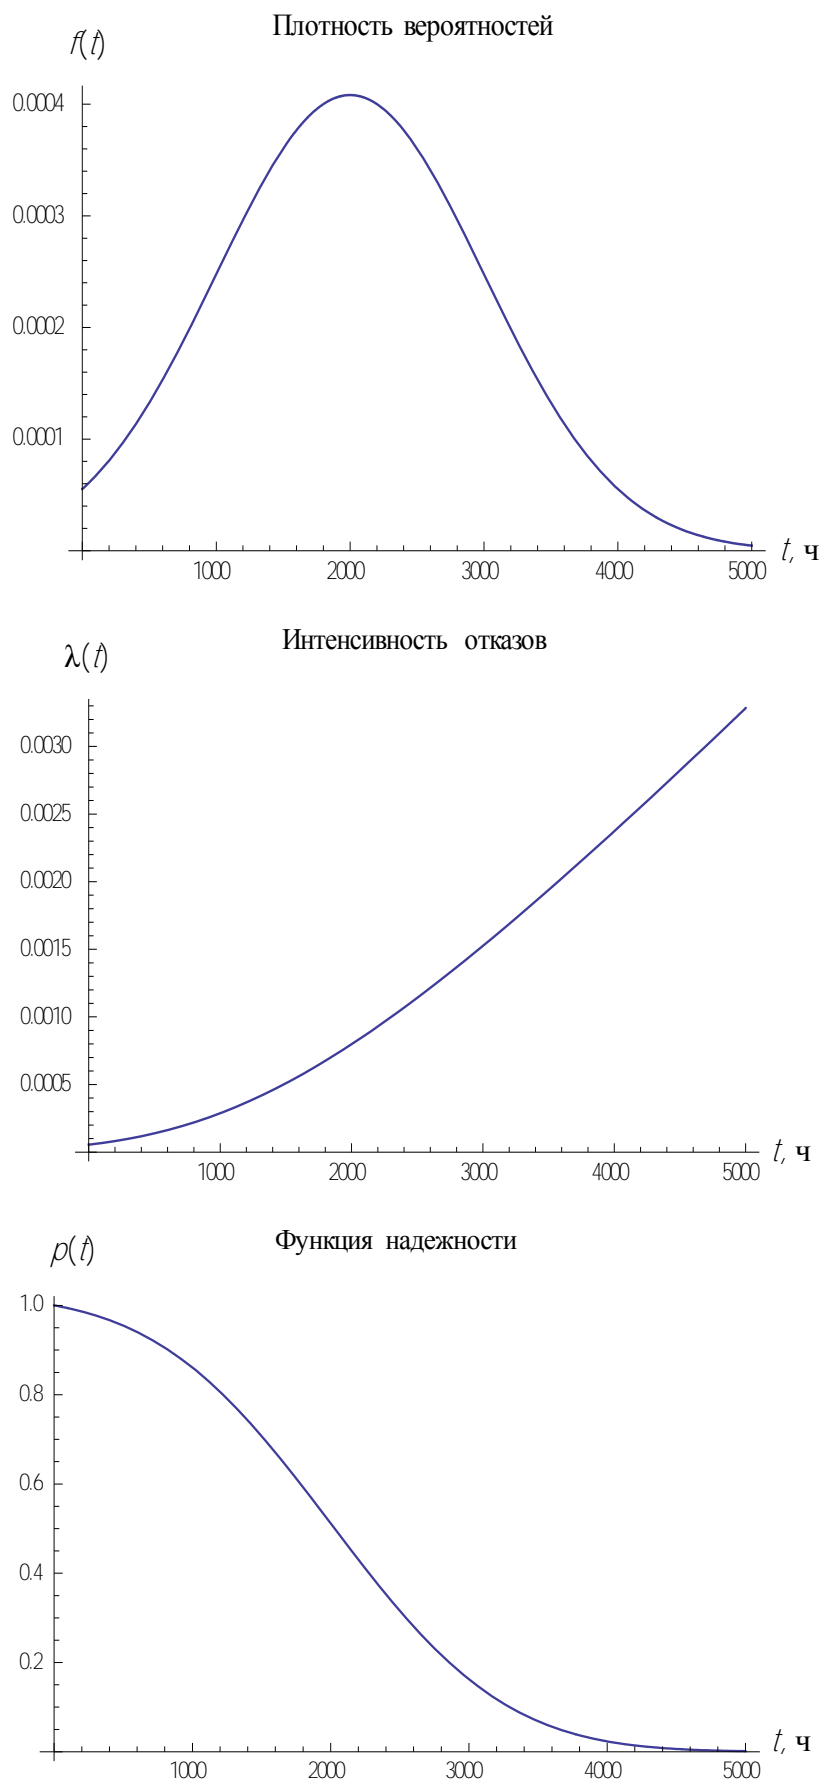 Плотность вероятностей
f(t)
0.0004
0.0003
0.0002
0.0001
1000 2000 3000 4000 5000
t, ч
Интенсивность отказов
λ(t)
0.0030
0.0025
0.0020
0.0015
0.0010
0.0005
1000 2000 3000 4000 5000
t, ч
Функция надежности
p(t)
1.0
0.8
0.6
0.4
0.2
1000 2000 3000 4000 5000
t, ч